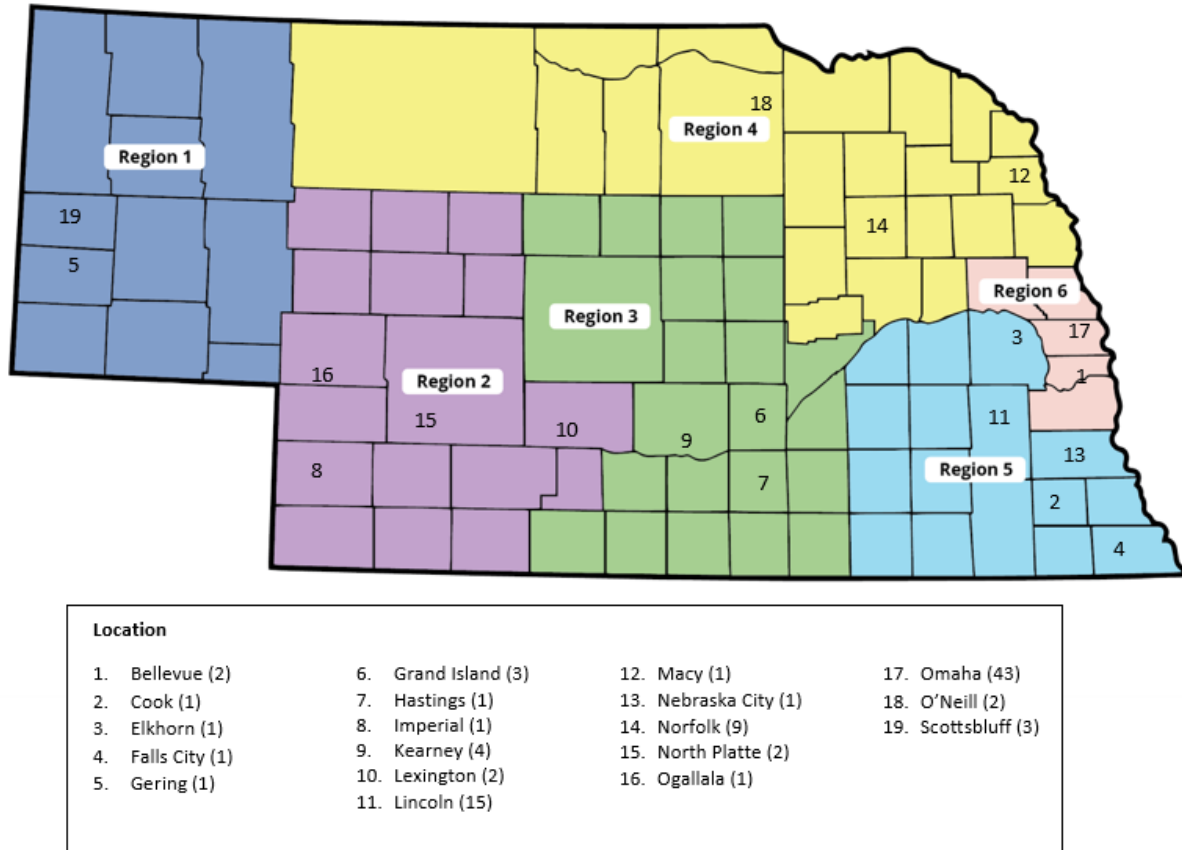 18
Region 4
Region 1
12
19
14
5
Region 6
Region 3
3
17
16
Region 2
1
15
10
6
11
9
13
8
Region 5
7
2
4
Location
1. Bellevue (2)
2. Cook (1)
3. Elkhorn (1)
4. Falls City (1)
5. Gering (1)
6. Grand Island (3)
7. Hastings (1)
8. Imperial (1)
9. Kearney (4)
10. Lexington (2)
11. Lincoln (15)
12. Macy (1)
13. Nebraska City (1)
14. Norfolk (9)
15. North Platte (2)
16. Ogallala (1)
17. Omaha (43)
18. O’Neill (2)
19. Scottsbluff (3)